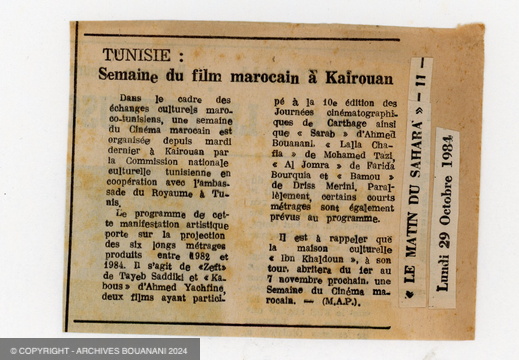 TUNISIE :
Semaine du film marocain à Kairouan
Dans le cadre des
échanges culturels maro-
co-tunisiens, une semaine
du Cinéma marocain est
organisée depuis mardi
dernier à Kairouan par
la Commission nationale
culturelle tunisienne en
coopération avec l'ambas-
sade du Royaume à Tu-
nis.
Le programme de cet-
te manifestation artistique
porte sur la projection
des six longs métrages
produits entre 1982 et
1984. Il s'agit de «Zeft»
de Tayeb Saddiki et «Ka-
bous» d'Ahmed Yachfine,
deux films ayant partici-
pé à la 10e édition des
Journées cinématographi-
ques de Carthage ainsi
que « Sarab » d'Ahmed
Bouanani. « Lalla Cha-
fia » de Mohamed Tazi,
« Al Jomra » de Farida
Bourquia et « Bamou »
de Driss Merini. Paral-
lèlement, certains courts
métrages sont également
prévus au programme.
Il est à rappeler que
la maison culturelle
« Ibn Khaldoun », à son
tour, abritera du 1er au
7 novembre prochain, une
Semaine du Cinéma ma-
rocain. — (M.A.P.).
« LE MATIN DU SAHARA » — 11 —
Lundi 29 Octobre 1984
© COPYRIGHT - ARCHIVES BOUANANI 2024